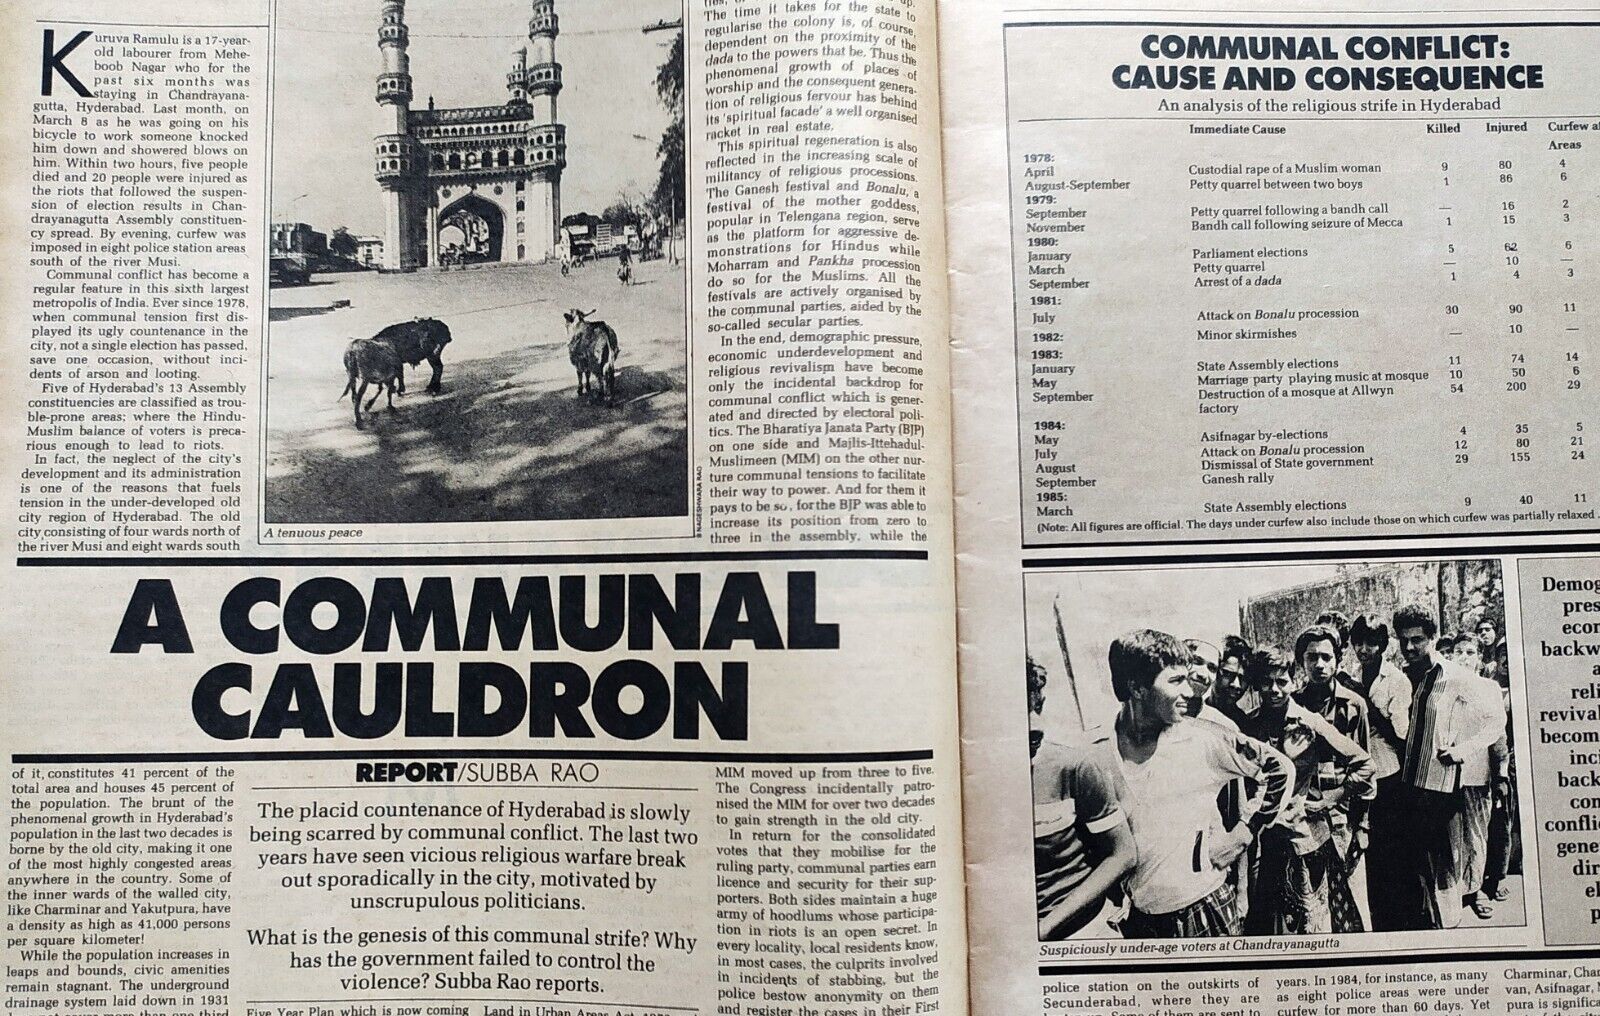 Kuruva Ramulu is a 17-year-
old labourer from Mehe-
boob Nagar who for the
past six months was
staying in Chandrayana-
gutta, Hyderabad. Last month, on
March 8 as he was going on his
bicycle to work someone knocked
him down and showered blows on
him. Within two hours, five people
died and 20 people were injured as
the riots that followed the suspen-
sion of election results in Chan-
drayanagutta Assembly constituen-
cy spread. By evening, curfew was
imposed in eight police station areas
south of the river Musi.
Communal conflict has become a
regular feature in this sixth largest
metropolis of India. Ever since 1978,
when communal tension first dis-
played its ugly countenance in the
city, not a single election has passed,
save one occasion, without inci-
dents of arson and looting.
Five of Hyderabad's 13 Assembly
constituencies are classified as trou-
ble-prone areas; where the Hindu-
Muslim balance of voters is preca-
rious enough to lead to riots.
In fact, the neglect of the city's
development and its administration
is one of the reasons that fuels
tension in the under-developed old
city region of Hyderabad. The old
city consisting of four wards north of
the river Musi and eight wards south
A tenuous peace
B NAGESHWARA RAO
The time it takes for the state to
regularise the colony is, of course,
dependent on the proximity of the
dada to the powers that be. Thus the
phenomenal growth of places of
worship and the consequent genera-
tion of religious fervour has behind
its 'spiritual facade' a well organised
racket in real estate.
This spiritual regeneration is also
reflected in the increasing scale of
militancy of religious processions.
The Ganesh festival and Bonalu, a
festival of the mother goddess,
popular in Telengana region, serve
as the platform for aggressive de-
monstrations for Hindus while
Moharram and Pankha procession
do so for the Muslims. All the
festivals are actively organised by
the communal parties, aided by the
so-called secular parties.
In the end, demographic pressure,
economic underdevelopment and
religious revivalism have become
only the incidental backdrop for
communal conflict which is gener-
ated and directed by electoral poli-
tics. The Bharatiya Janata Party (BJP)
on one side and Majlis-Ittehadul-
Muslimeen (MIM) on the other nur-
ture communal tensions to facilitate
their way to power. And for them it
pays to be so, for the BJP was able to
increase its position from zero to
three in the assembly, while the
A COMMUNAL
CAULDRON
of it, constitutes 41 percent of the
total area and houses 45 percent of
the population. The brunt of the
phenomenal growth in Hyderabad's
population in the last two decades is
borne by the old city, making it one
of the most highly congested areas
anywhere in the country. Some of
the inner wards of the walled city,
like Charminar and Yakutpura, have
a density as high as 41,000 persons
per square kilometer!
While the population increases in
leaps and bounds, civic amenities
remain stagnant. The underground
drainage system laid down in 1931
REPORT/SUBBA RAO
The placid countenance of Hyderabad is slowly
being scarred by communal conflict. The last two
years have seen vicious religious warfare break
out sporadically in the city, motivated by
unscrupulous politicians.
What is the genesis of this communal strife? Why
has the government failed to control the
violence? Subba Rao reports.
Five Year Plan which is now coming
Land in Urban Areas Act
MIM moved up from three to five.
The Congress incidentally patro-
nised the MIM for over two decades
to gain strength in the old city.
In return for the consolidated
votes that they mobilise for the
ruling party, communal parties earn
licence and security for their sup-
porters. Both sides maintain a huge
army of hoodlums whose participa-
tion in riots is an open secret. In
every locality, local residents know,
in most cases, the culprits involved
in incidents of stabbing, but the
police bestow anonymity on them
and register the cases in their First
COMMUNAL CONFLICT:
CAUSE AND CONSEQUENCE
An analysis of the religious strife in Hyderabad
Immediate Cause Killed Injured Curfew
Areas
1978:
April Custodial rape of a Muslim woman 9 80 4
August-September Petty quarrel between two boys 1 86 6
1979:
September Petty quarrel following a bandh call — 16 2
November Bandh call following seizure of Mecca 1 15 3
1980:
January Parliament elections 5 62 6
March Petty quarrel — 10 —
September Arrest of a dada 1 4 3
1981:
July Attack on Bonalu procession 30 90 11
1982: Minor skirmishes — 10 —
1983:
January State Assembly elections 11 74 14
May Marriage party playing music at mosque 10 50 6
September Destruction of a mosque at Allwyn 54 200 29
factory
1984:
May Asifnagar by-elections 4 35 5
July Attack on Bonalu procession 12 80 21
August Dismissal of State government 29 155 24
September Ganesh rally
1985:
March State Assembly elections 9 40 11
(Note: All figures are official. The days under curfew also include those on which curfew was partially relaxed.
Suspiciously under-age voters at Chandrayanagutta
Demog
pres
econ
backw
a
reli
revival
becom
inci
back
con
confli
gene
dir
el
p
police station on the outskirts of
Secunderabad, where they are
years. In 1984, for instance, as many
as eight police areas were under
curfew for more than 60 days. Yet
Charminar, Chan
van, Asifnagar,
pura is significa